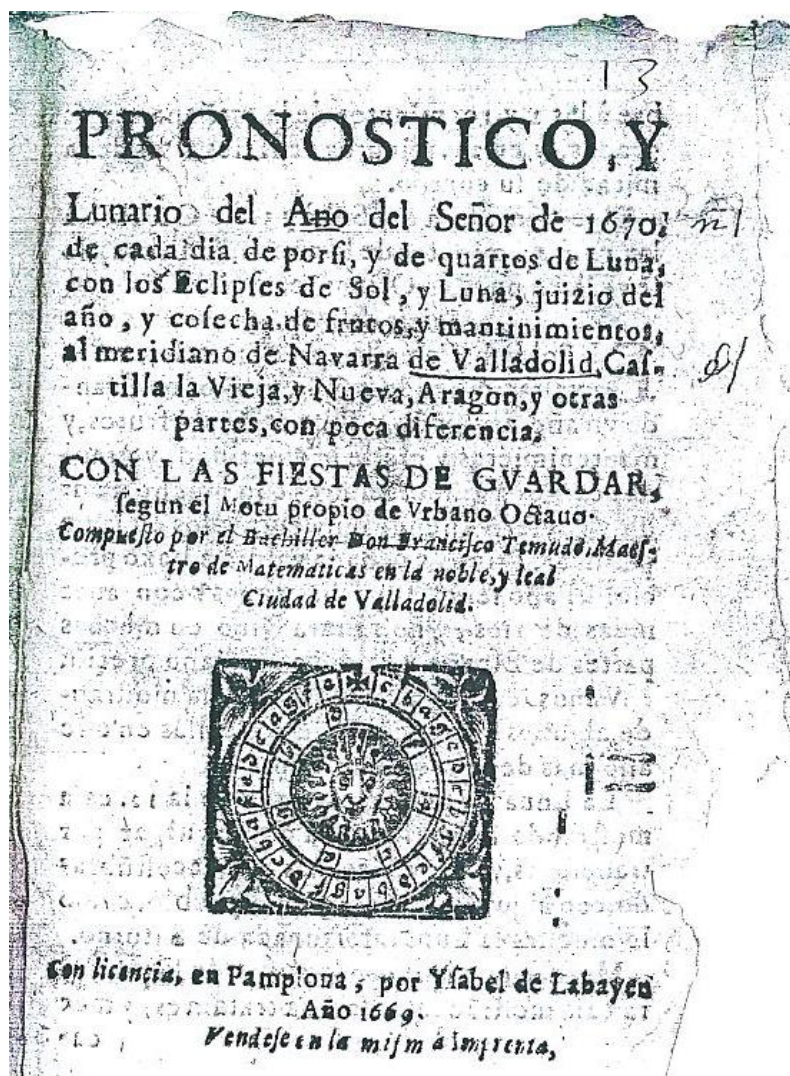 13
PRONOSTICO, Y
Lunario del Ano del Señor de 1670.
de cada dia de porsi, y de quartos de Luna,
con los Eclipses de Sol, y Luna, juizio del
año, y cosecha de frutos, y mantinimientos,
al meridiano de Navarra de Valladolid, Cas-
tilla la Vieja, y Nueva, Aragon, y otras
partes, con poca diferencia,
CON LAS FIESTAS DE GVARDAR,
segun el Motu propio de Vrbano Octauo.
Compuesto por el Bachiller Don Francisco Temudo, Maes-
tro de Matematicas en la noble, y leal
Ciudad de Valladolid.
Con licencia, en Pamplona, por Ysabel de Labayen
Año 1669.
Vendese en la misma Imprenta,